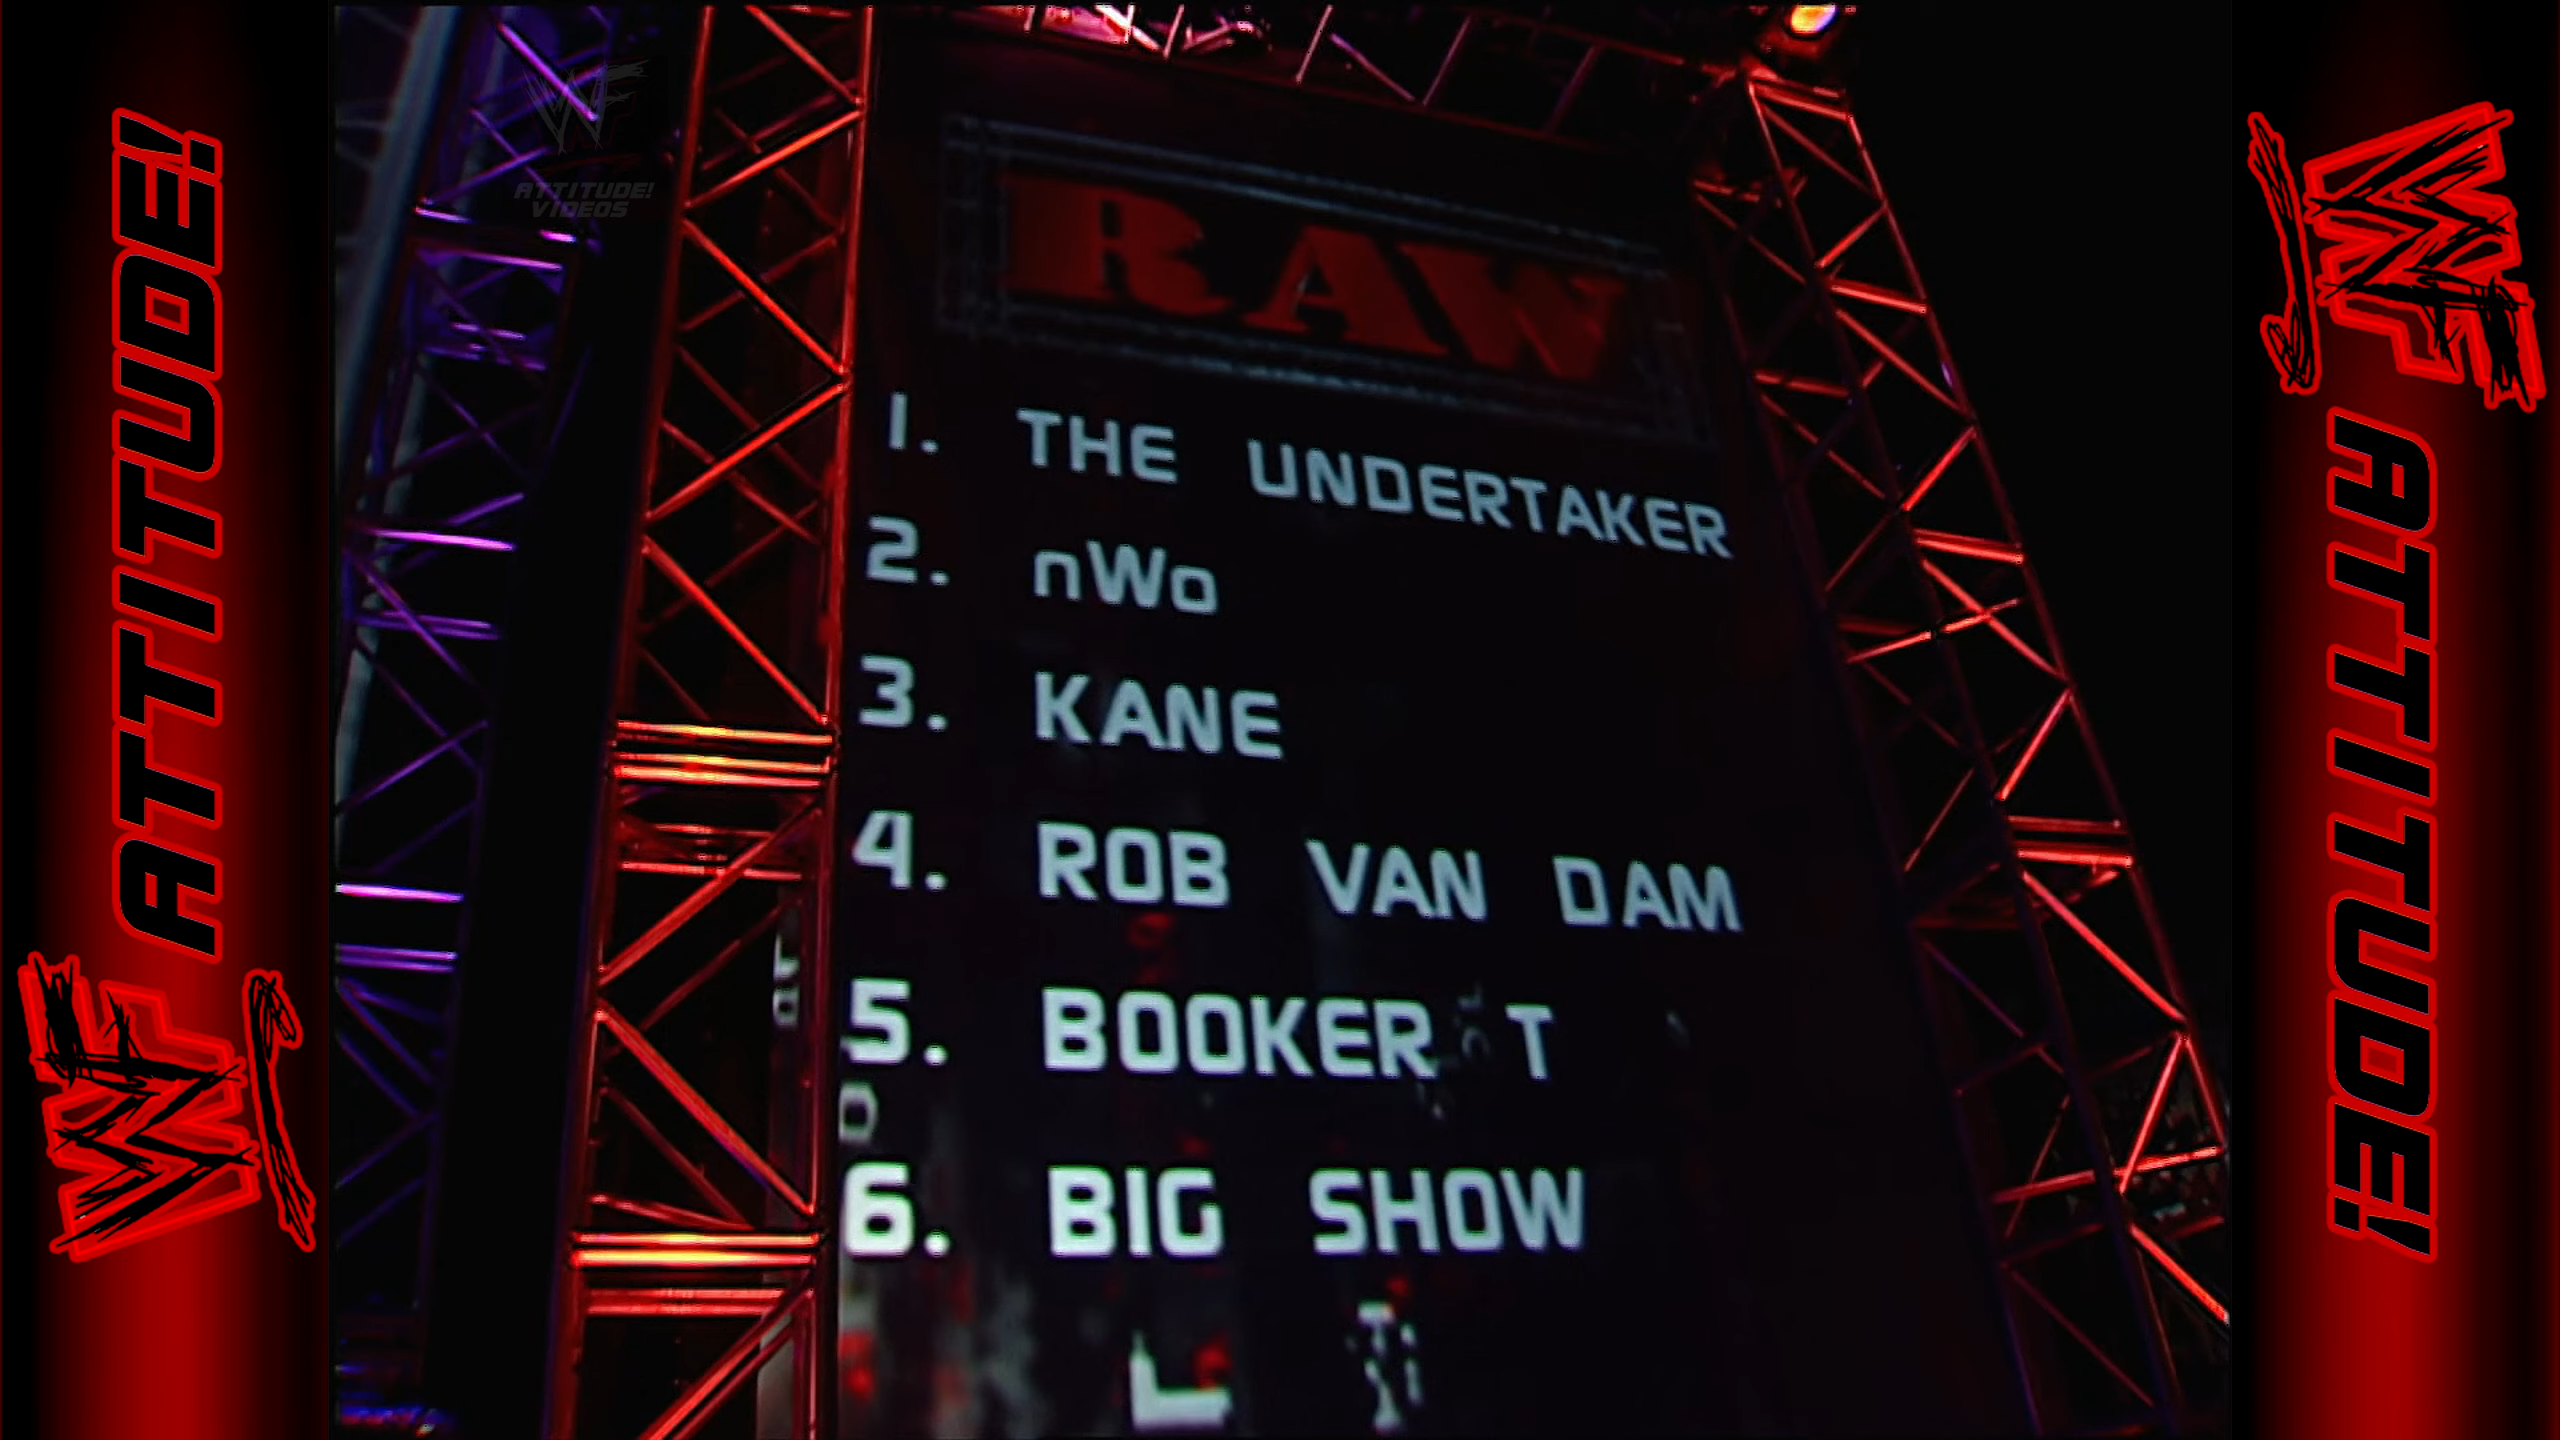 WF ATTITUDE!
WF
ATTITUDE!
VIDEOS
RAW
1. THE UNDERTAKER
2. nWo
3. KANE
4. ROB VAN DAM
5. BOOKER T
6. BIG SHOW
WF ATTITUDE!